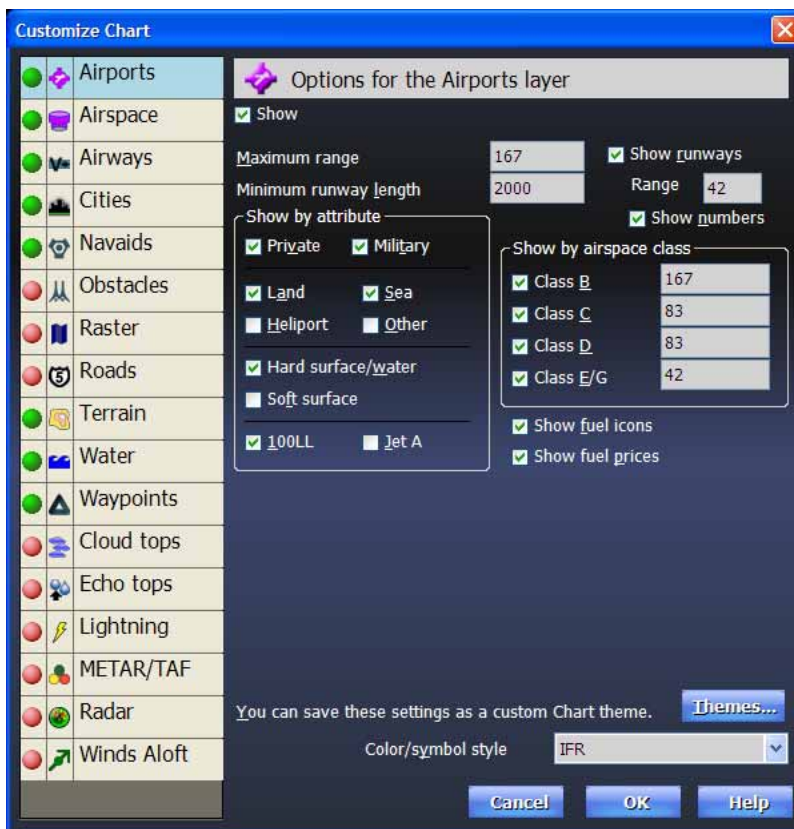 Customize Chart
Airports
Airspace
Airways
Cities
Navaids
Obstacles
Raster
5
Roads
Terrain
Water
Waypoints
Cloud tops
Echo tops
Lightning
METAR/TAF
Radar
Winds Aloft
Options for the Airports layer
Show
Maximum range 167
Minimum runway length 2000
Show runways
Range 42
Show numbers
Show by attribute
Private Military
Land Sea
Heliport Other
Hard surface/water
Soft surface
100LL Jet A
Show by airspace class
Class B 167
Class C 83
Class D 83
Class E/G 42
Show fuel icons
Show fuel prices
You can save these settings as a custom Chart theme. Themes...
Color/symbol style IFR
Cancel OK Help